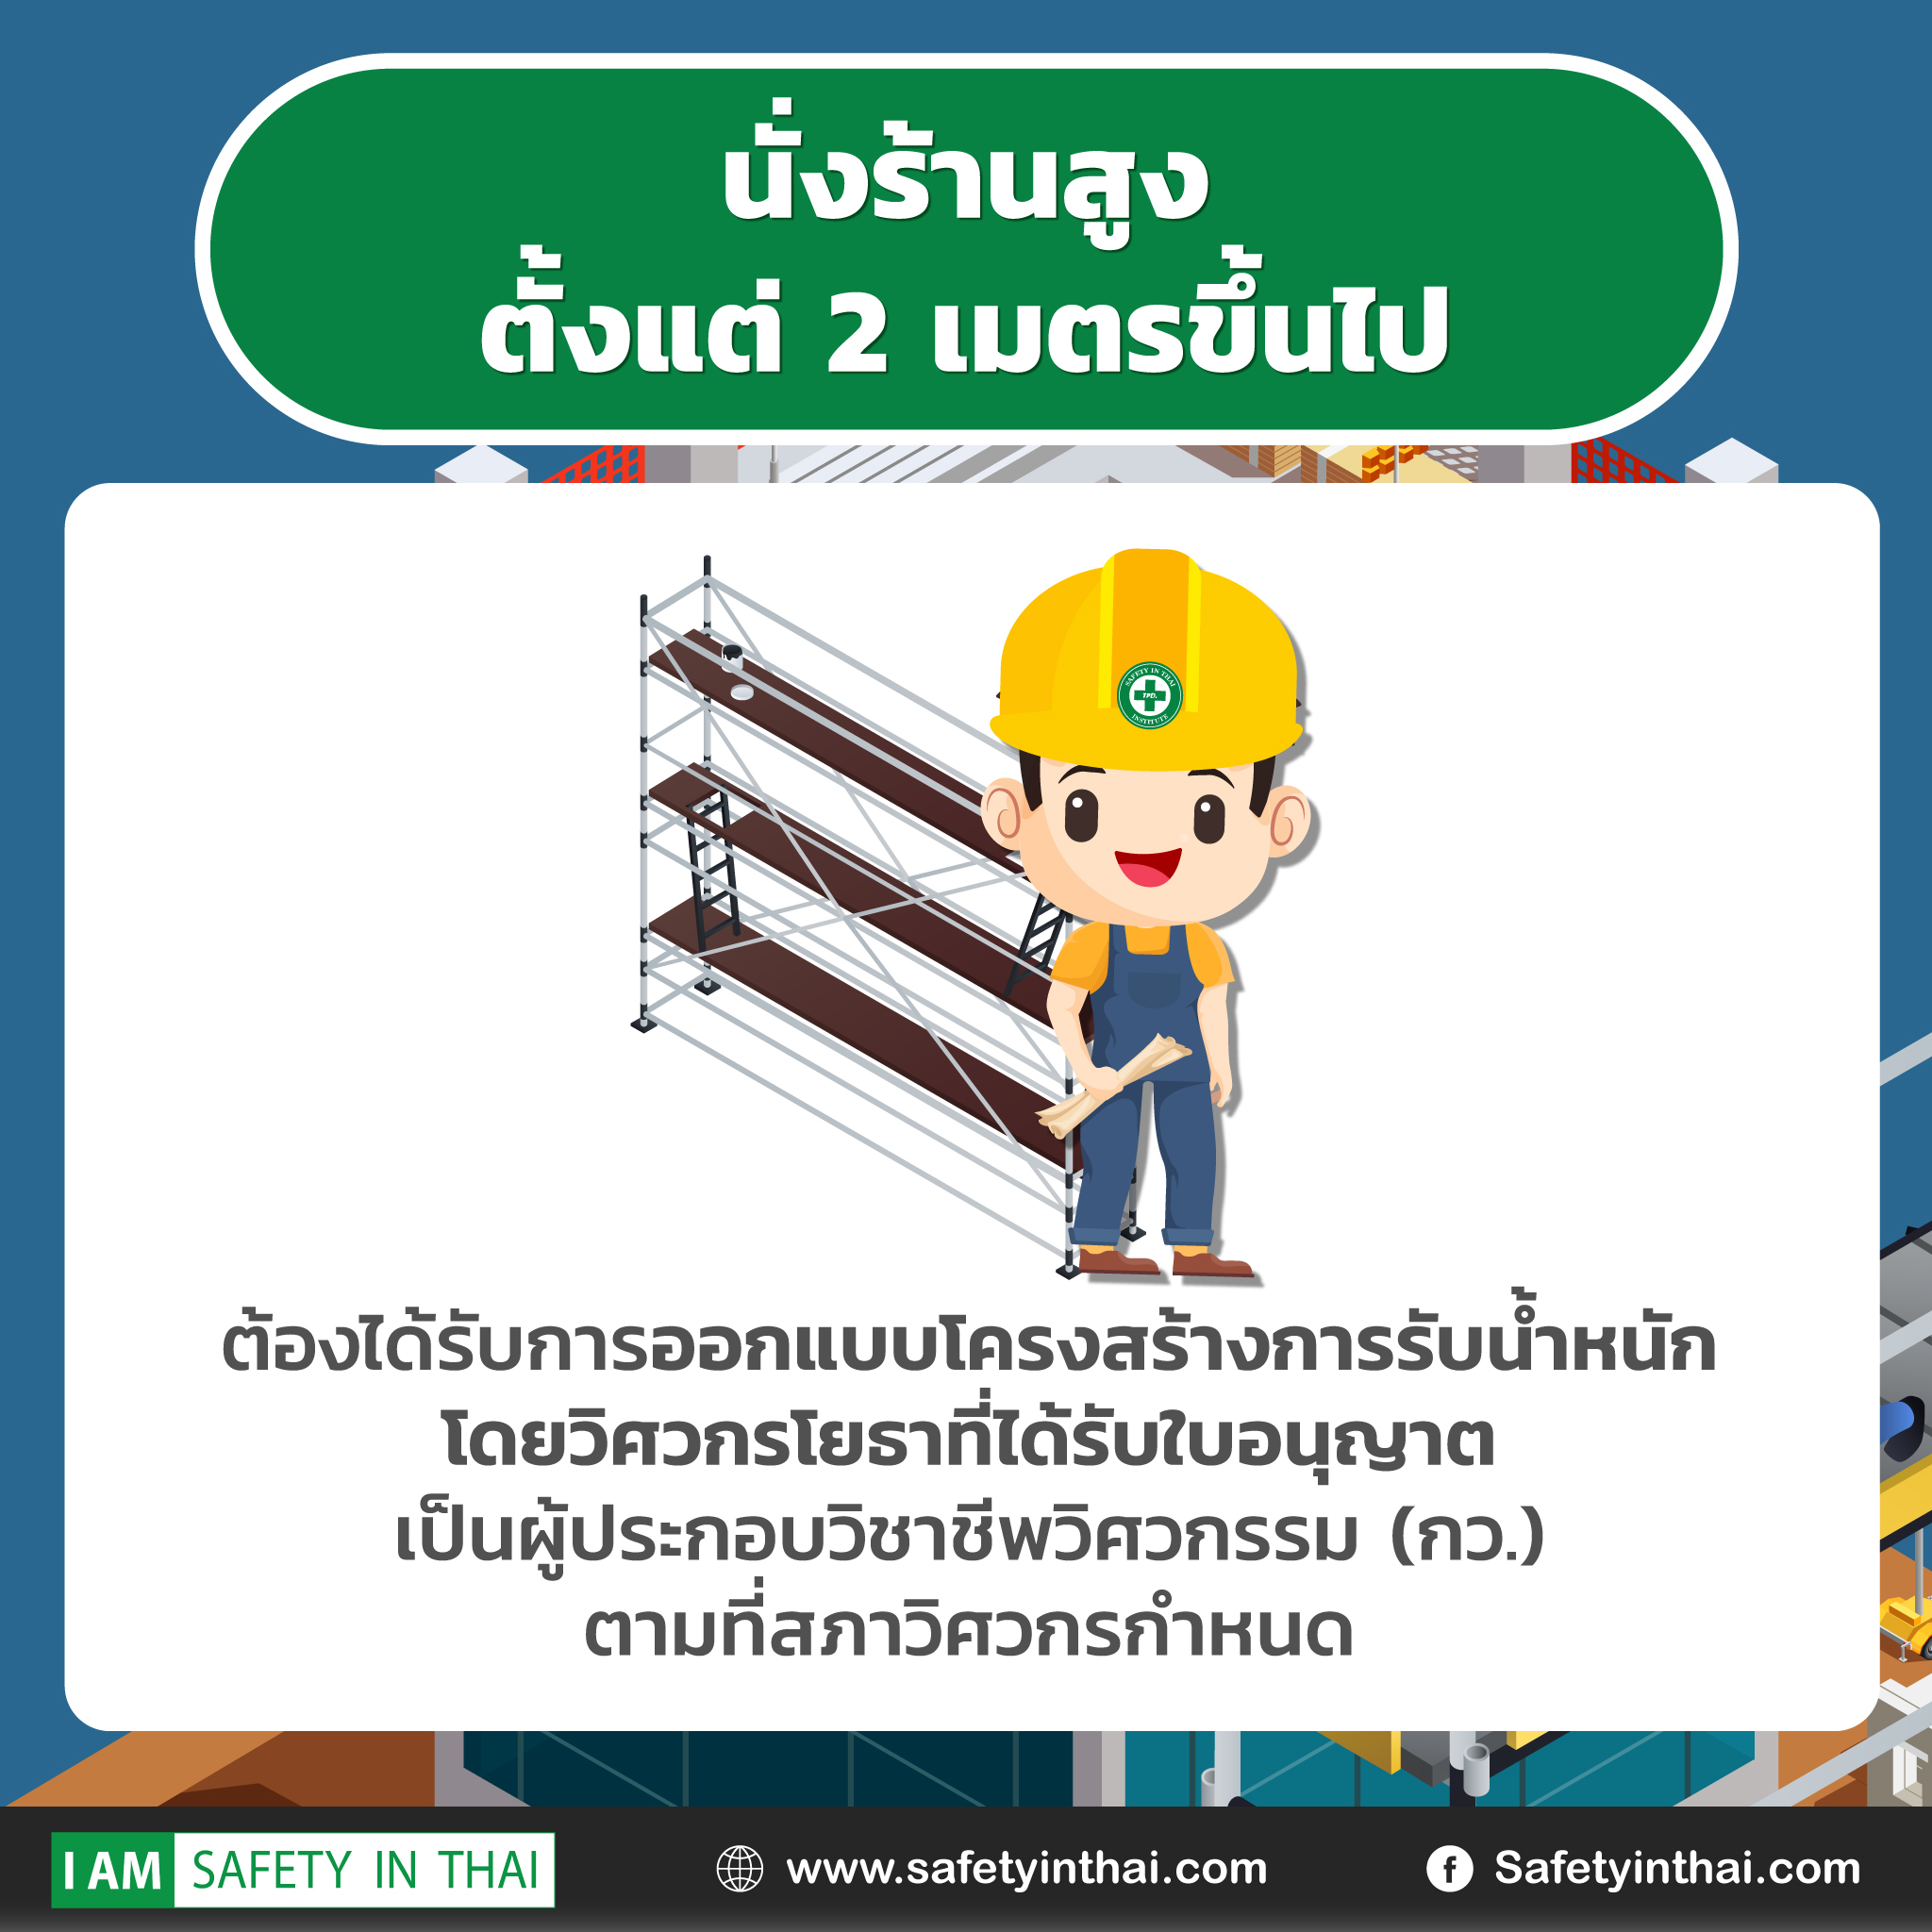 นั่งร้านสูง
ตั้งแต่ 2 เมตรขึ้นไป
SAFETY IN THAI
TPD.
INSTITUTE
ต้องได้รับการออกแบบโครงสร้างการรับน้ำหนัก
โดยวิศวกรโยธาที่ได้รับใบอนุญาต
เป็นผู้ประกอบวิชาชีพวิศวกรรม (กว.)
ตามที่สภาวิศวกรกำหนด
I AM SAFETY IN THAI
www.safetyinthai.com
Safetyinthai.com